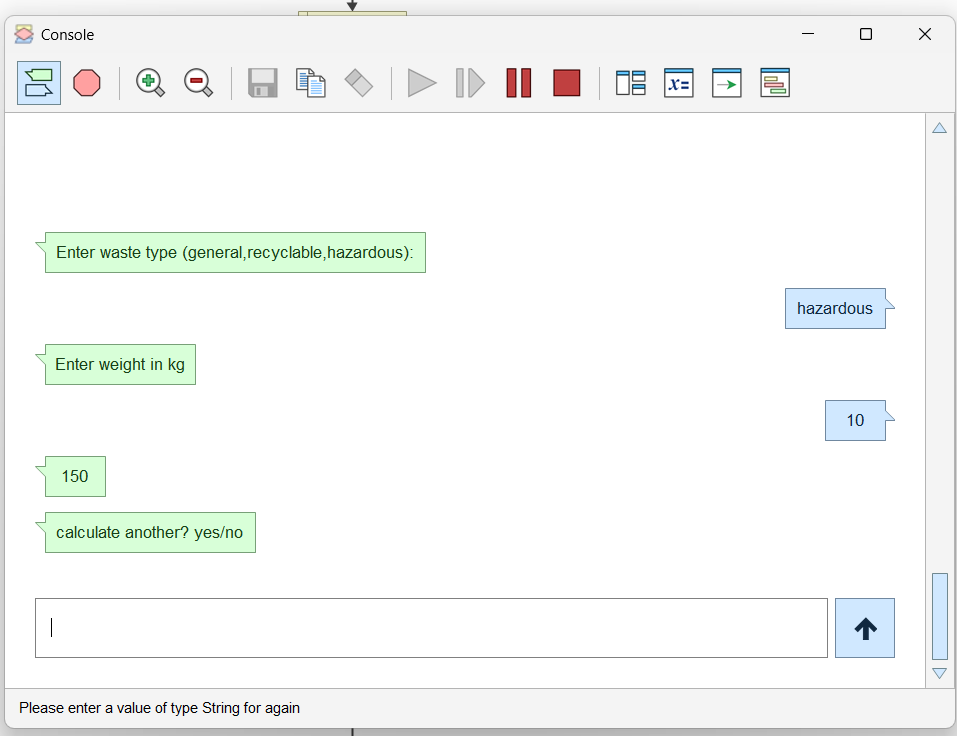 Console
x=
Enter waste type (general,recyclable,hazardous):
hazardous
Enter weight in kg
10
150
calculate another? yes/no
Please enter a value of type String for again